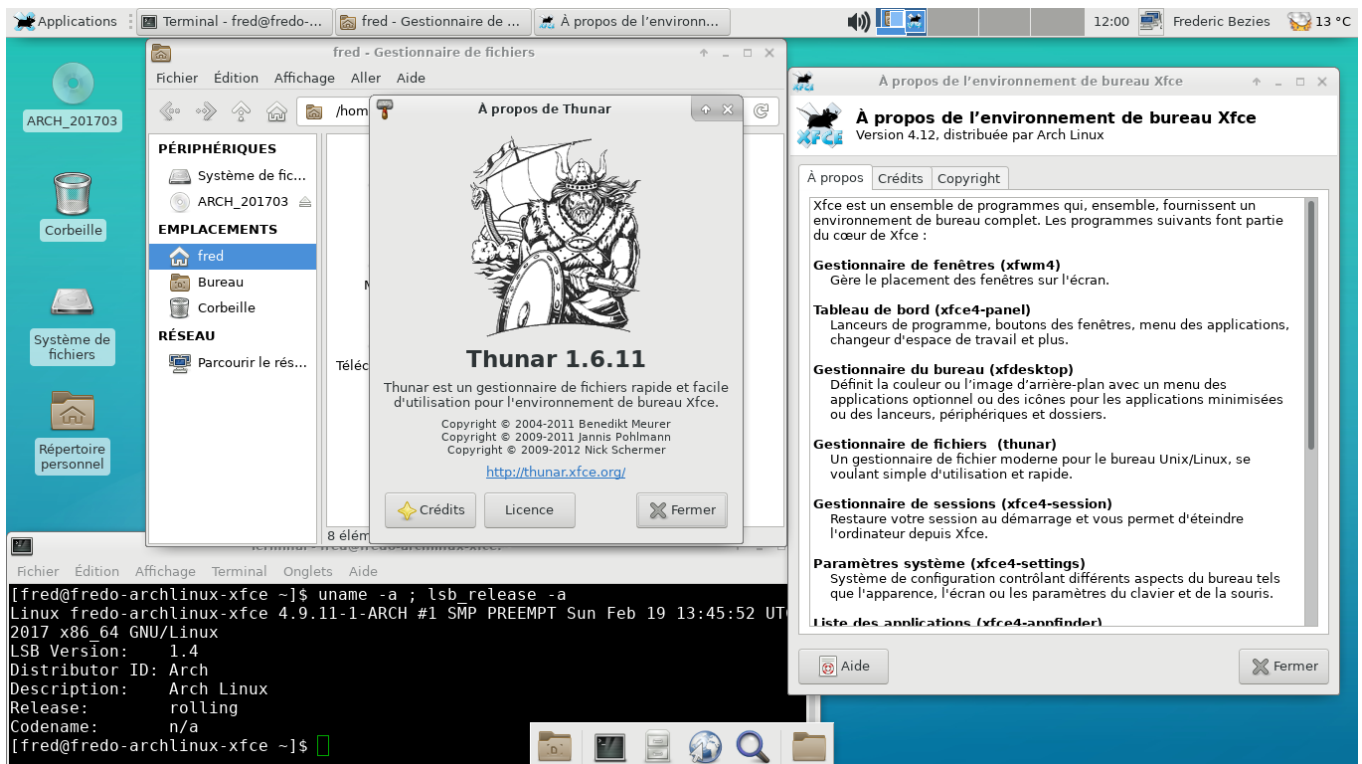 Applications
Terminal - fred@fredo-...
fred - Gestionnaire de ...
À propos de l’environn...
12:00
Frederic Bezies
13 °C
ARCH_201703
Corbeille
Système de
fichiers
Répertoire
personnel
fred - Gestionnaire de fichiers
Fichier Édition Affichage Aller Aide
/hom
PÉRIPHÉRIQUES
Système de fic...
ARCH_201703
EMPLACEMENTS
fred
Bureau
Corbeille
RÉSEAU
Parcourir le rés...
Téléc
8 élém
À propos de Thunar
Thunar 1.6.11
Thunar est un gestionnaire de fichiers rapide et facile
d'utilisation pour l'environnement de bureau Xfce.
Copyright © 2004-2011 Benedikt Meurer
Copyright © 2009-2011 Jannis Pohlmann
Copyright © 2009-2012 Nick Schermer
http://thunar.xfce.org/
Crédits
Licence
Fermer
À propos de l’environnement de bureau Xfce
XFCE
À propos de l’environnement de bureau Xfce
Version 4.12, distribuée par Arch Linux
À propos Crédits Copyright
Xfce est un ensemble de programmes qui, ensemble, fournissent un
environnement de bureau complet. Les programmes suivants font partie
du cœur de Xfce :
Gestionnaire de fenêtres (xfwm4)
Gère le placement des fenêtres sur l'écran.
Tableau de bord (xfce4-panel)
Lanceurs de programme, boutons des fenêtres, menu des applications,
changeur d'espace de travail et plus.
Gestionnaire du bureau (xfdesktop)
Définit la couleur ou l’image d’arrière-plan avec un menu des
applications optionnel ou des icônes pour les applications minimisées
ou des lanceurs, périphériques et dossiers.
Gestionnaire de fichiers (thunar)
Un gestionnaire de fichier moderne pour le bureau Unix/Linux, se
voulant simple d'utilisation et rapide.
Gestionnaire de sessions (xfce4-session)
Restaure votre session au démarrage et vous permet d'éteindre
l'ordinateur depuis Xfce.
Paramètres système (xfce4-settings)
Système de configuration contrôlant différents aspects du bureau tels
que l'apparence, l'écran ou les paramètres du clavier et de la souris.
Liste des applications (xfce4-appfinder)
Aide
Fermer
Terminal - fred@fredo-archlinux-xfce:
Fichier Édition Affichage Terminal Onglets Aide
[fred@fredo-archlinux-xfce ~]$ uname -a ; lsb_release -a
Linux fredo-archlinux-xfce 4.9.11-1-ARCH #1 SMP PREEMPT Sun Feb 19 13:45:52 UT
2017 x86_64 GNU/Linux
LSB Version: 1.4
Distributor ID: Arch
Description: Arch Linux
Release: rolling
Codename: n/a
[fred@fredo-archlinux-xfce ~]$